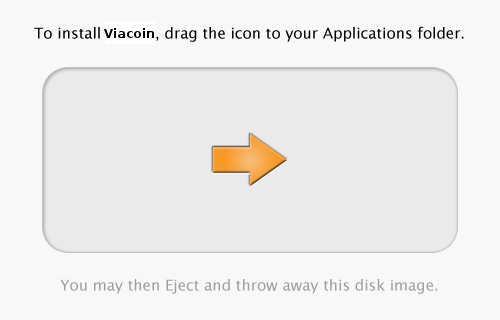 To install Viacoin, drag the icon to your Applications folder.
You may then Eject and throw away this disk image.